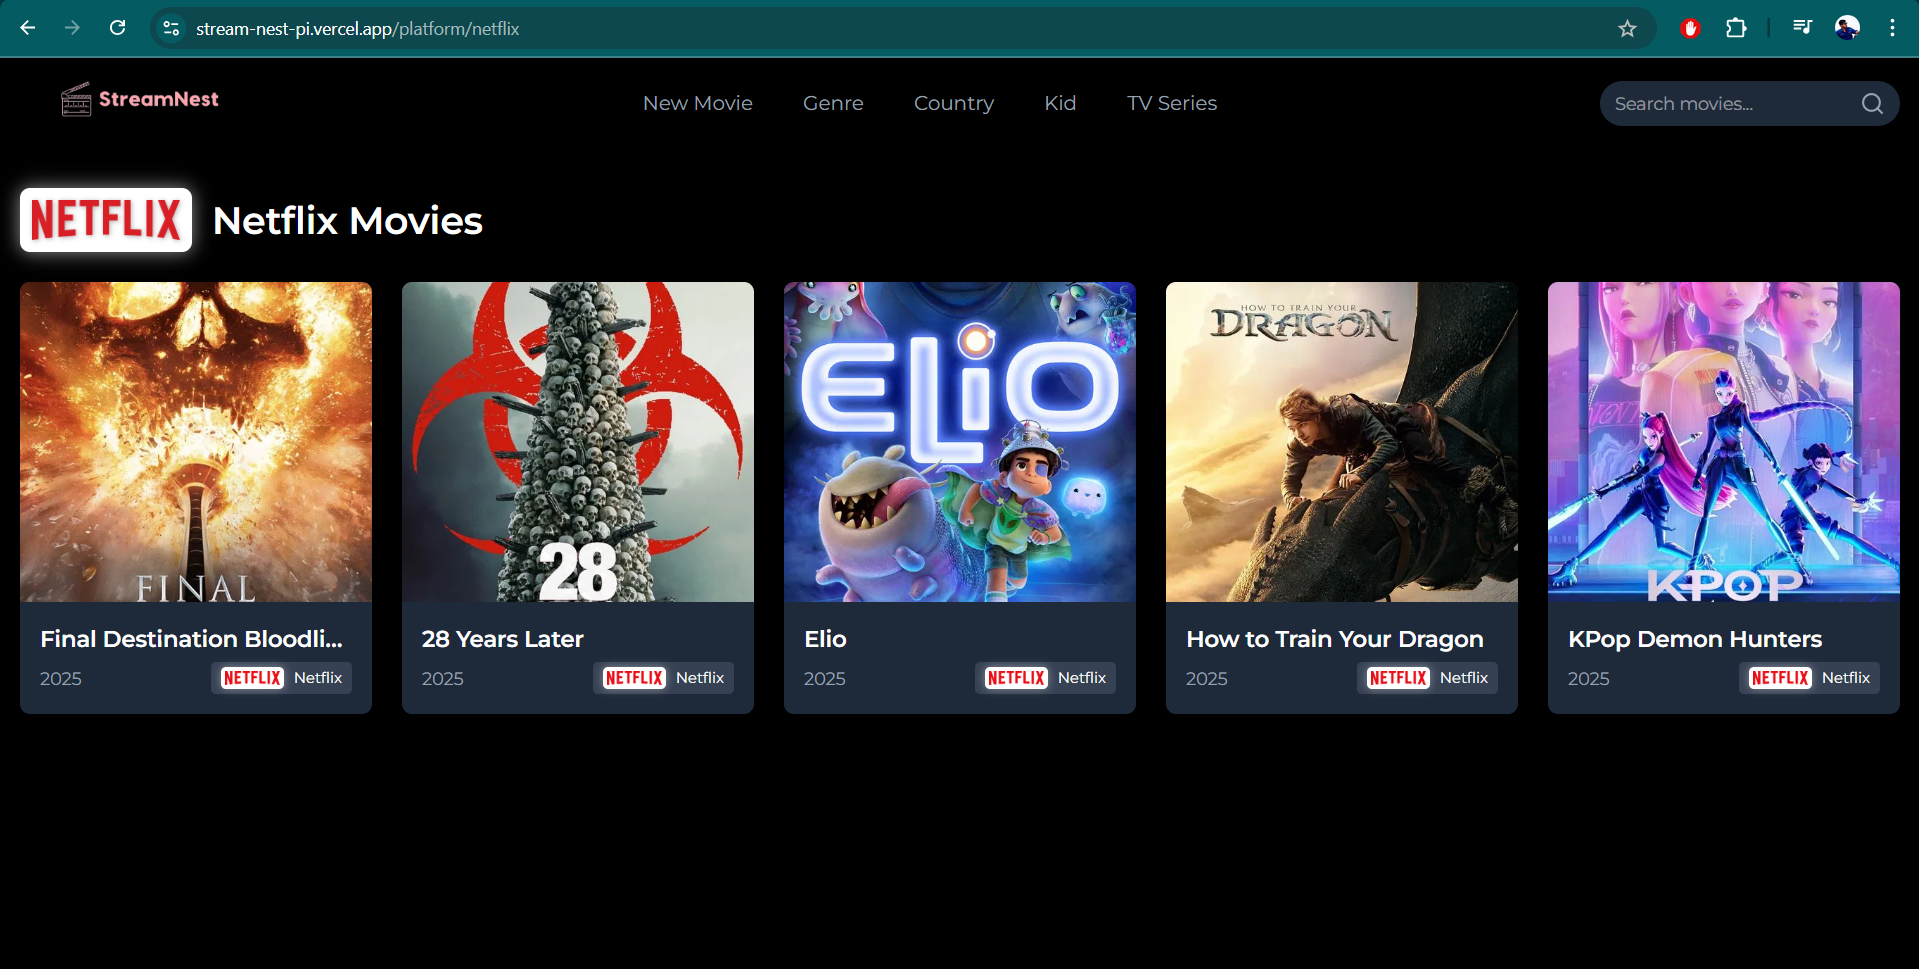 stream-nest-pi.vercel.app/platform/netflix
StreamNest
New Movie Genre Country Kid TV Series
Search movies...
NETFLIX Netflix Movies
FINAL
28
ELiO
HOW TO TRAIN YOUR
DRAGON
KPOP
Final Destination Bloodli...
2025 NETFLIX Netflix
28 Years Later
2025 NETFLIX Netflix
Elio
2025 NETFLIX Netflix
How to Train Your Dragon
2025 NETFLIX Netflix
KPop Demon Hunters
2025 NETFLIX Netflix